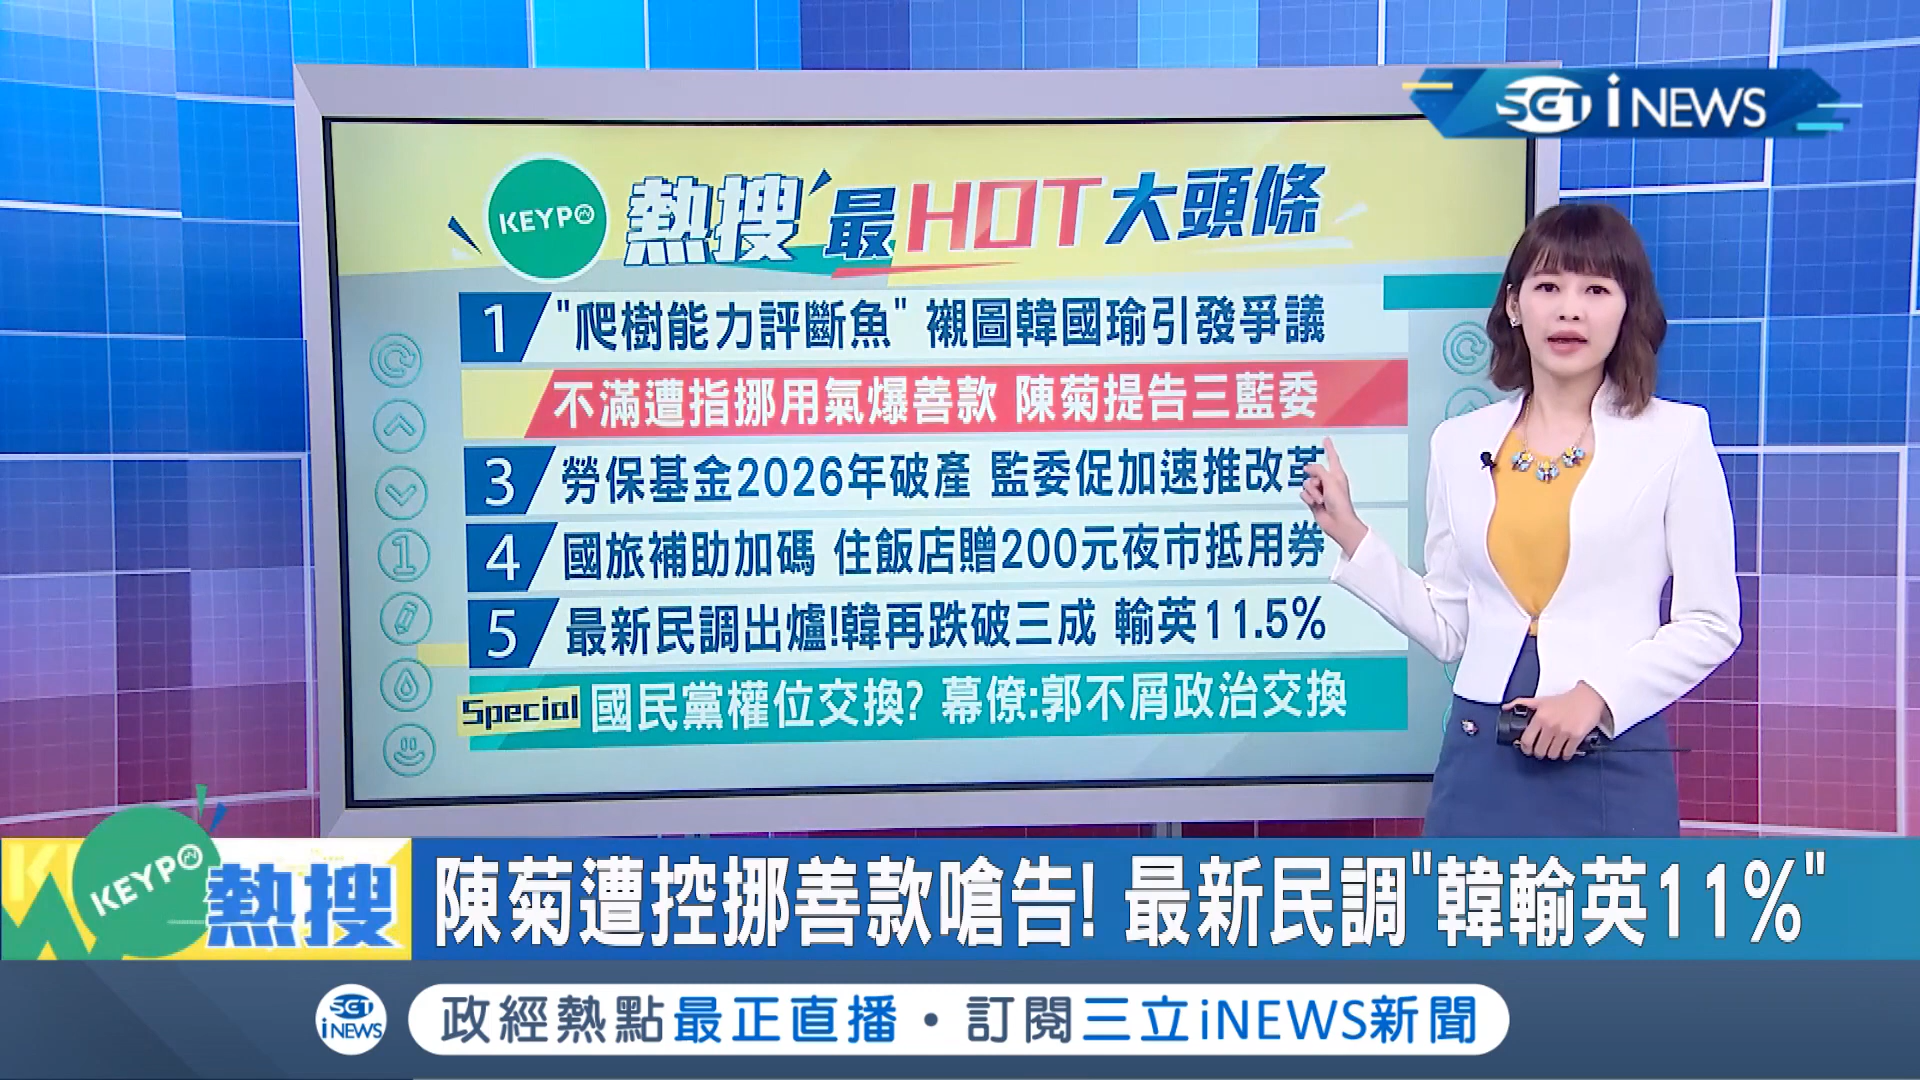 SET iNEWS
KEYPO 熱搜 最HOT大頭條
1 "爬樹能力評斷魚" 襯圖韓國瑜引發爭議
不滿遭指挪用氣爆善款 陳菊提告三藍委
3 勞保基金2026年破產 監委促加速推改革
4 國旅補助加碼 住飯店贈200元夜市抵用券
5 最新民調出爐!韓再跌破三成 輸英11.5%
Special 國民黨權位交換? 幕僚:郭不屑政治交換
KEYPO 熱搜 陳菊遭控挪善款嗆告! 最新民調"韓輸英11%"
SET iNEWS 政經熱點最正直播・訂閱三立iNEWS新聞